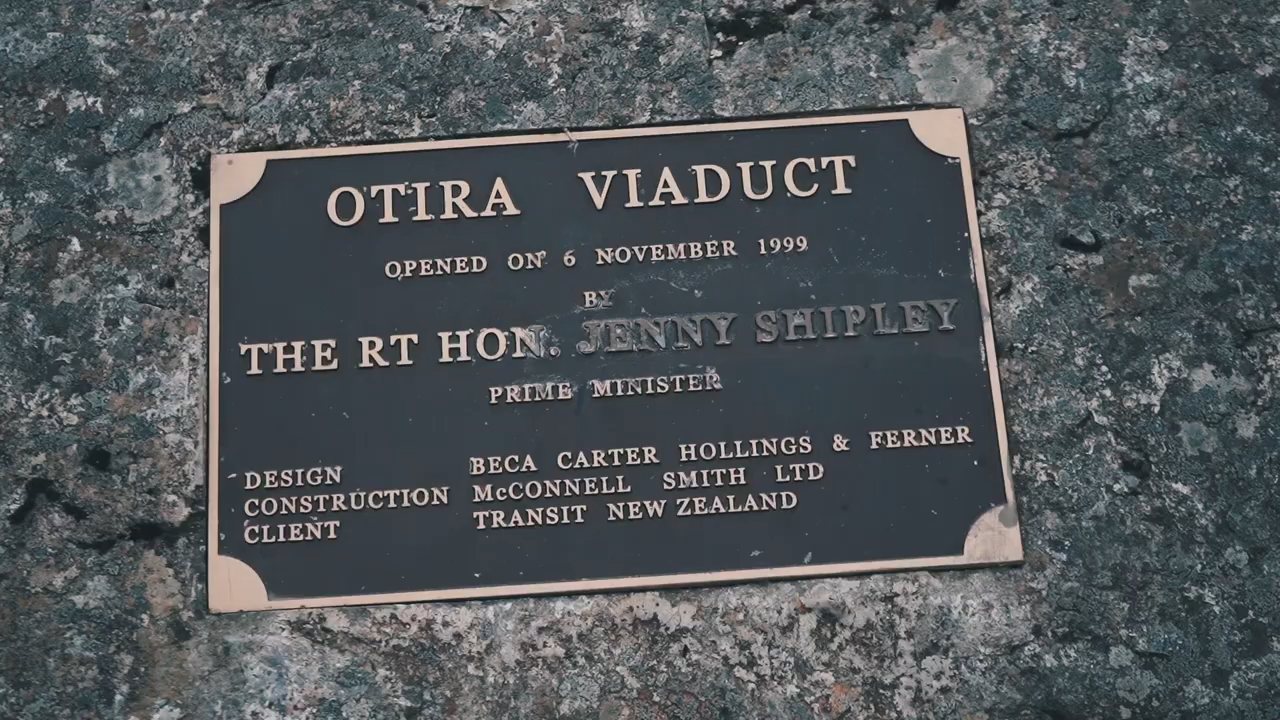 OTIRA VIADUCT
OPENED ON 6 NOVEMBER 1999
BY
THE RT HON. JENNY SHIPLEY
PRIME MINISTER
DESIGN BECA CARTER HOLLINGS & FERNER
CONSTRUCTION McCONNELL SMITH LTD
CLIENT TRANSIT NEW ZEALAND